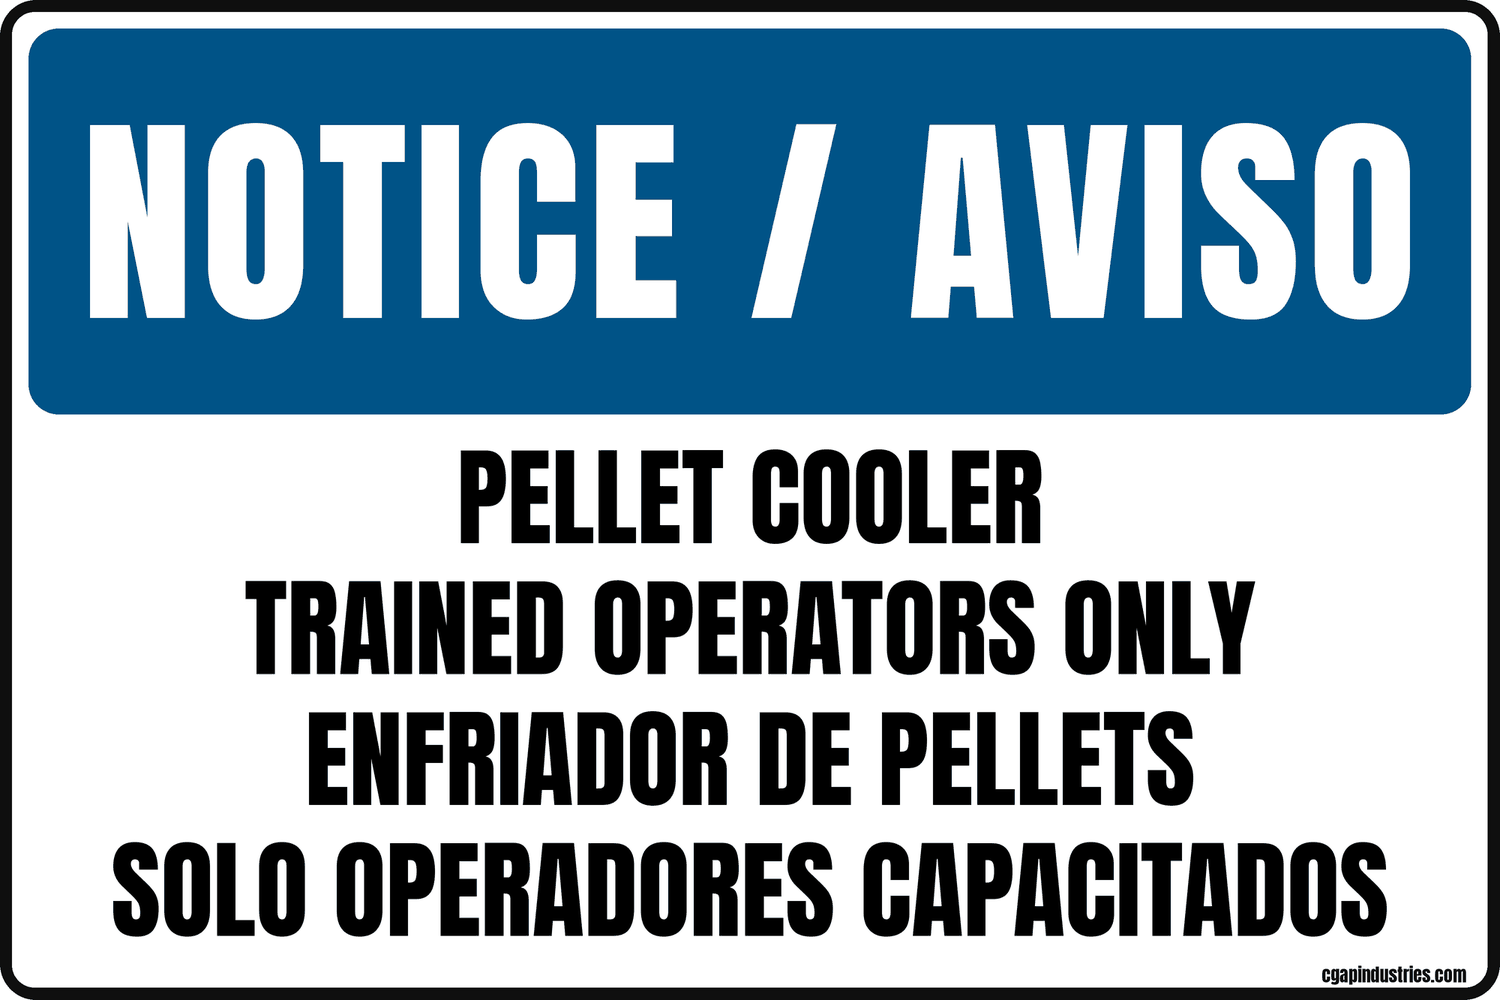 NOTICE / AVISO
PELLET COOLER
TRAINED OPERATORS ONLY
ENFRIADOR DE PELLETS
SOLO OPERADORES CAPACITADOS
cgapindustries.com